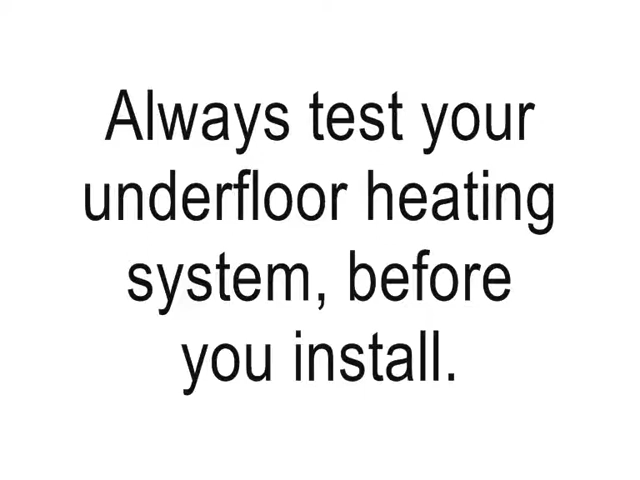 Always test your
underfloor heating
system, before
you install.